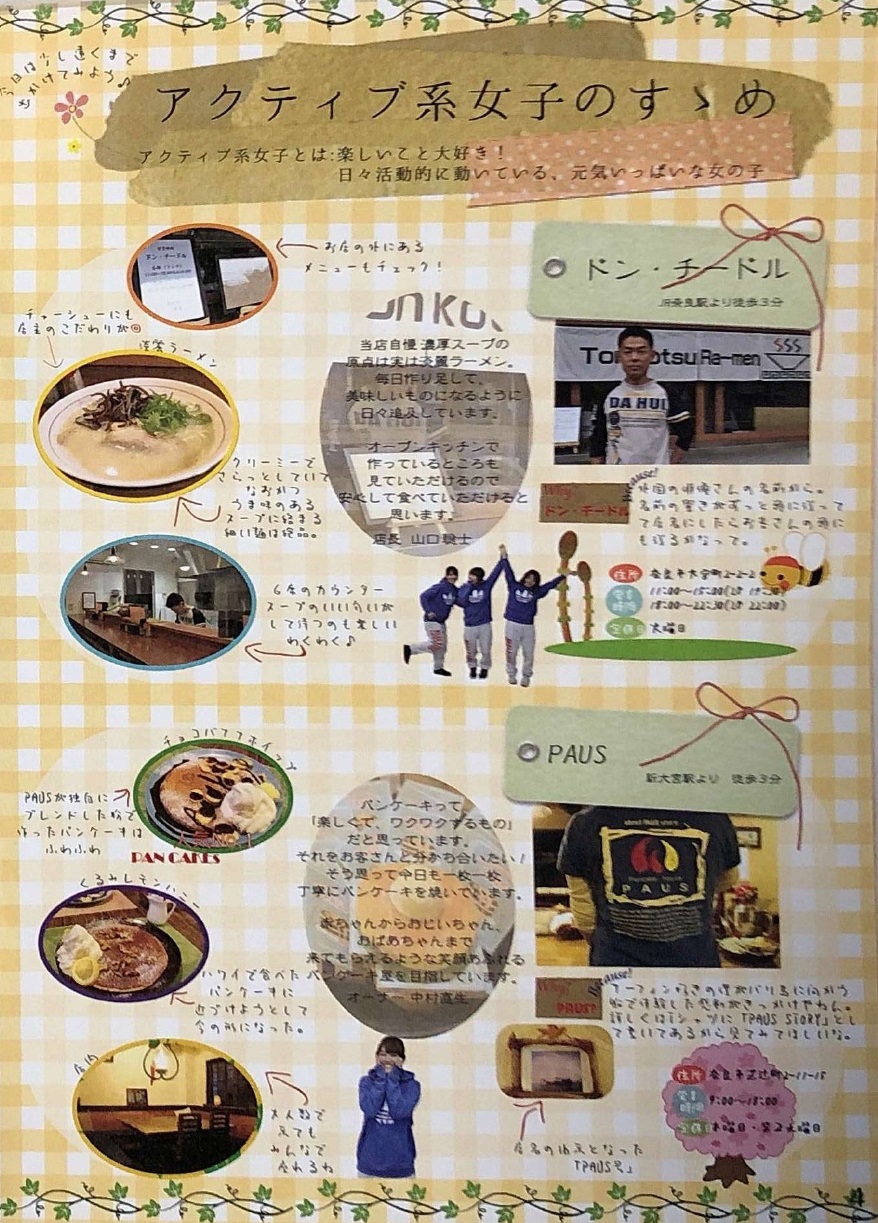 今日は少し遠くまで
でかけてみよう♪
アクティブ系女子のすゝめ
アクティブ系女子とは:楽しいこと大好き!
日々活動的に動いている、元気いっぱいな女の子
お店の外にある
メニューもチェック!
ドン・チードル
JR奈良駅より徒歩3分
チャーシューにも
店主のこだわりが
当店自慢 濃厚スープの
原点は実は淡麗ラーメン。
毎日作り足して、
美味しいものになるように
日々追及しています。
オープンキッチンで
作っているところも
見ていただけるので
安心して食べていただけると
思います。
店長 山口
Ra-men
DA HUI
クリーミーで
さらっとしていて
なおかつ
うま味のある
スープに絡まる
細い麺は絶品。
Why?
ドン・チードル
Because!
外国の俳優さんの名前から。
名前の響きがずっと頭に残って
て店名にしたらお客さんの頭に
も残るかなって。
6席のカウンター
スープのいい匂いが
して待つのも楽しい
わくわく♪
住所 奈良市大宮町2-2-2
営業時間 11:00〜15:00
18:00〜22:30
定休日 火曜日
PAUS
新大宮駅より 徒歩3分
チョコバナナホイップ
PAUSが独自に
ブレンドした粉で
作ったパンケーキは
ふわふわ
人気No.1
PAN CAKES
パンケーキって
「楽しくて、ワクワクするもの」
だと思っています。
それをお客さんと分かち合いたい!
そう思って今日も一枚一枚
丁寧にパンケーキを焼いています。
赤ちゃんからおじいちゃん、
おばあちゃんまで
来てもらえるような笑顔あふれる
パンケーキ屋を目指しています。
オーナー 中村直生
PAUS
くるみレモンハニー
ハワイで食べた
パンケーキに
近づけようとして
今の形になった。
Why?
PAUS?
Because!
サーフィン好きの僕がバリ島に向かう
船で体験した感動がきっかけやねん。
詳しくはTシャツに「PAUS STORY」とし
て書いてあるから見てみてほしいな。
店内
大人数で
来ても
みんなで
座れるね
店名の由来となった
「PAUS号」
住所 奈良市芝辻町2-11-15
営業時間 9:00〜18:00
定休日 木曜日・第2水曜日
4